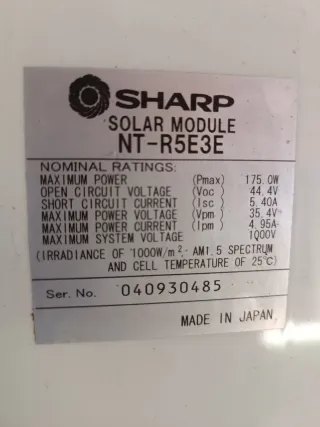 SHARP
SOLAR MODULE
NT-R5E3E
NOMINAL RATINGS:
MAXIMUM POWER (Pmax) 175.0W
OPEN CIRCUIT VOLTAGE (Voc) 44.4V
SHORT CIRCUIT CURRENT (Isc) 5.40A
MAXIMUM POWER VOLTAGE (Vpm) 35.4V
MAXIMUM POWER CURRENT (Ipm) 4.95A
MAXIMUM SYSTEM VOLTAGE 1000V
(IRRADIANCE OF 1000W/m², AM1.5 SPECTRUM
AND CELL TEMPERATURE OF 25°C)
Ser. No. 040930485
MADE IN JAPAN